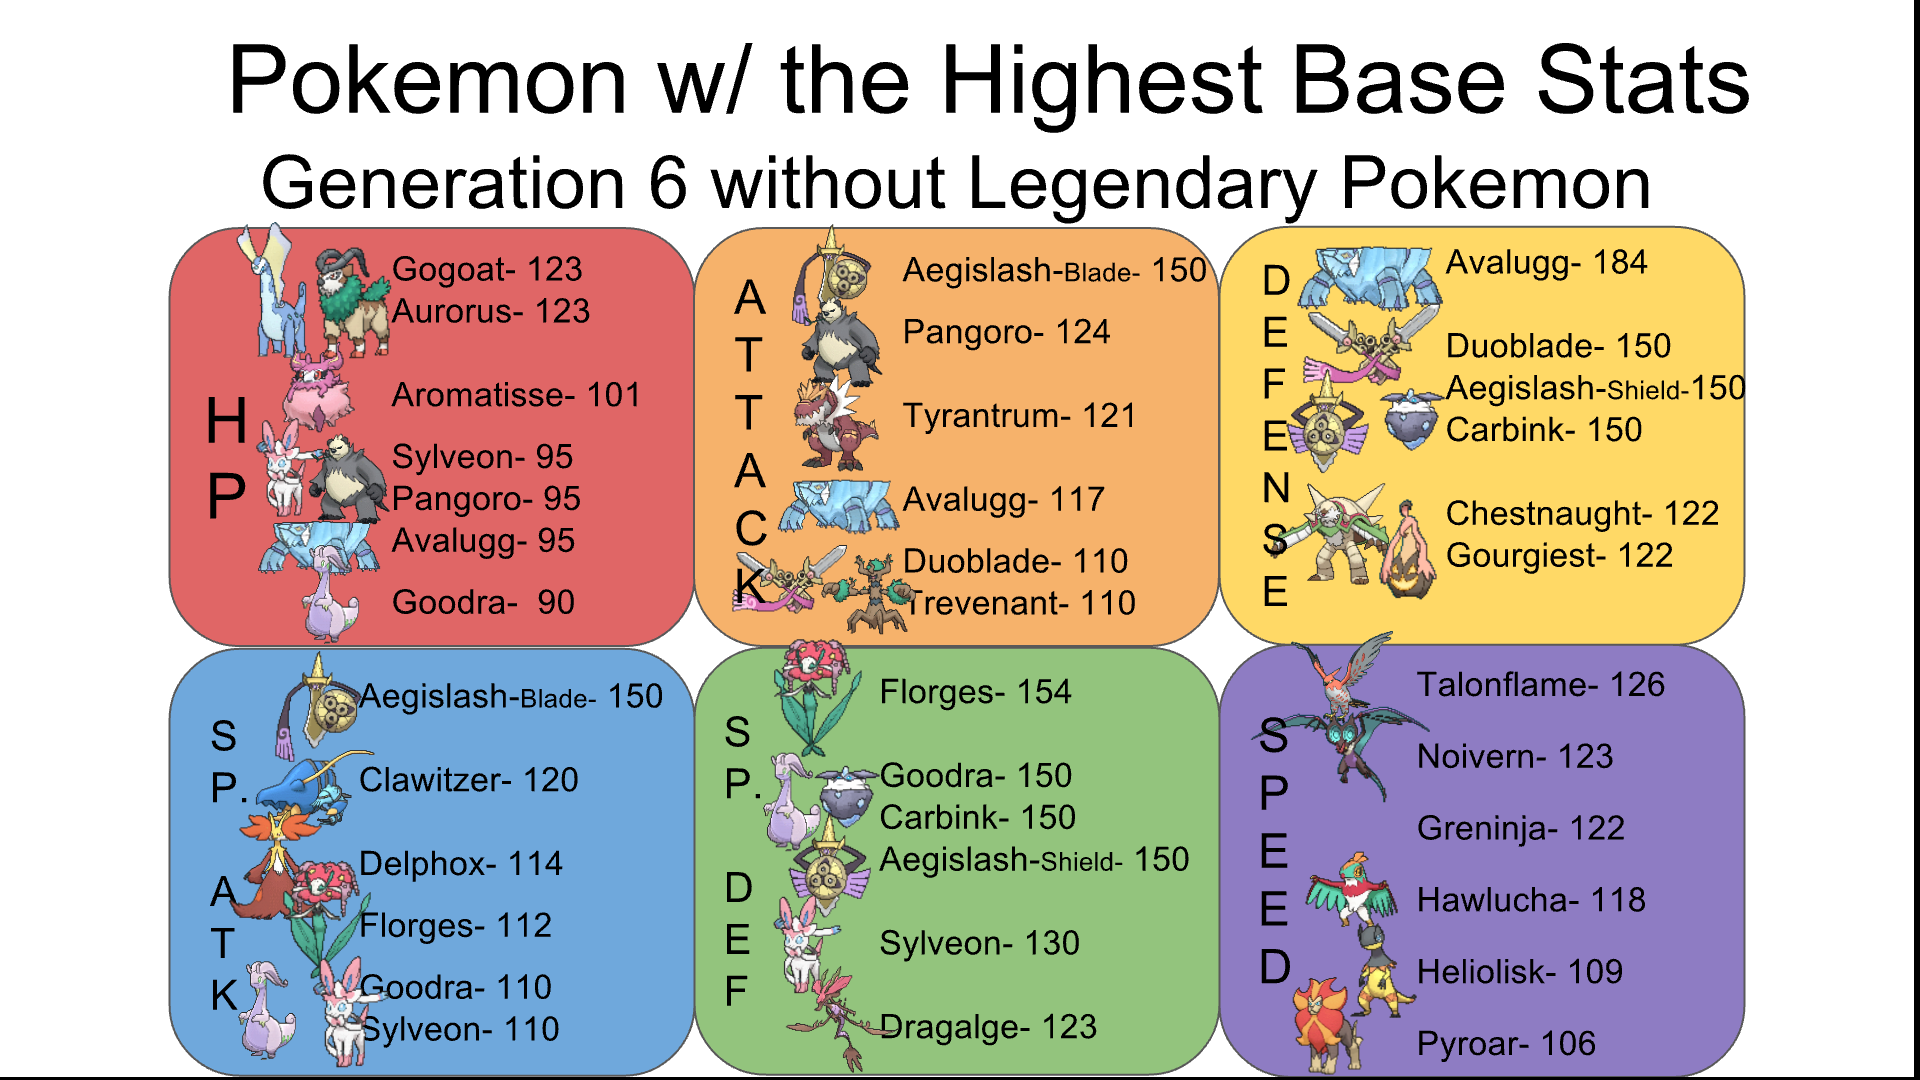 Pokemon w/ the Highest Base Stats
Generation 6 without Legendary Pokemon
HP
Gogoat- 123
Aurorus- 123
Aromatisse- 101
Sylveon- 95
Pangoro- 95
Avalugg- 95
Goodra- 90
ATTACK
Aegislash-Blade- 150
Pangoro- 124
Tyrantrum- 121
Avalugg- 117
Duoblade- 110
Trevenant- 110
DEFENSE
Avalugg- 184
Duoblade- 150
Aegislash-Shield-150
Carbink- 150
Chestnaught- 122
Gourgiest- 122
SP. ATK
Aegislash-Blade- 150
Clawitzer- 120
Delphox- 114
Florges- 112
Goodra- 110
Sylveon- 110
SP. DEF
Florges- 154
Goodra- 150
Carbink- 150
Aegislash-Shield- 150
Sylveon- 130
Dragalge- 123
SPEED
Talonflame- 126
Noivern- 123
Greninja- 122
Hawlucha- 118
Heliolisk- 109
Pyroar- 106